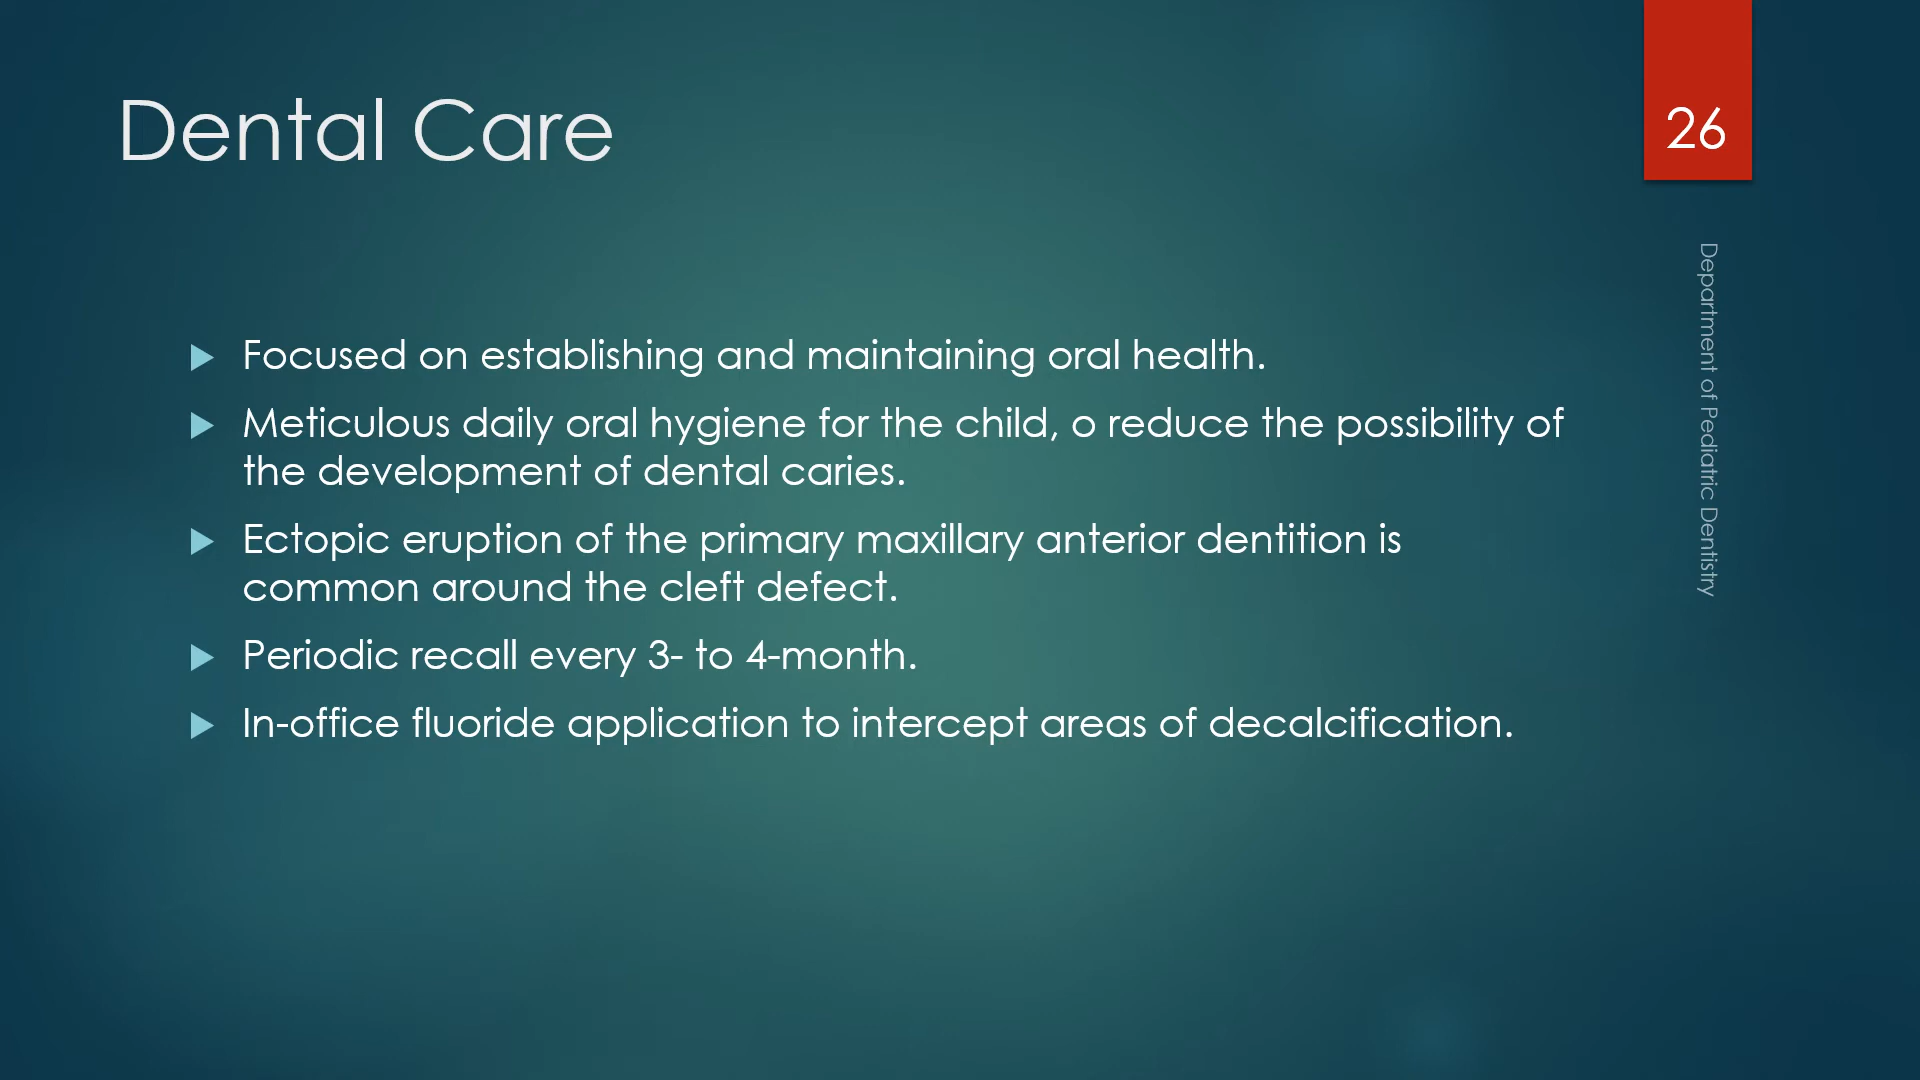 Dental Care
26
Focused on establishing and maintaining oral health.
Meticulous daily oral hygiene for the child, o reduce the possibility of
the development of dental caries.
Ectopic eruption of the primary maxillary anterior dentition is
common around the cleft defect.
Periodic recall every 3- to 4-month.
In-office fluoride application to intercept areas of decalcification.
Department of Pediatric Dentistry